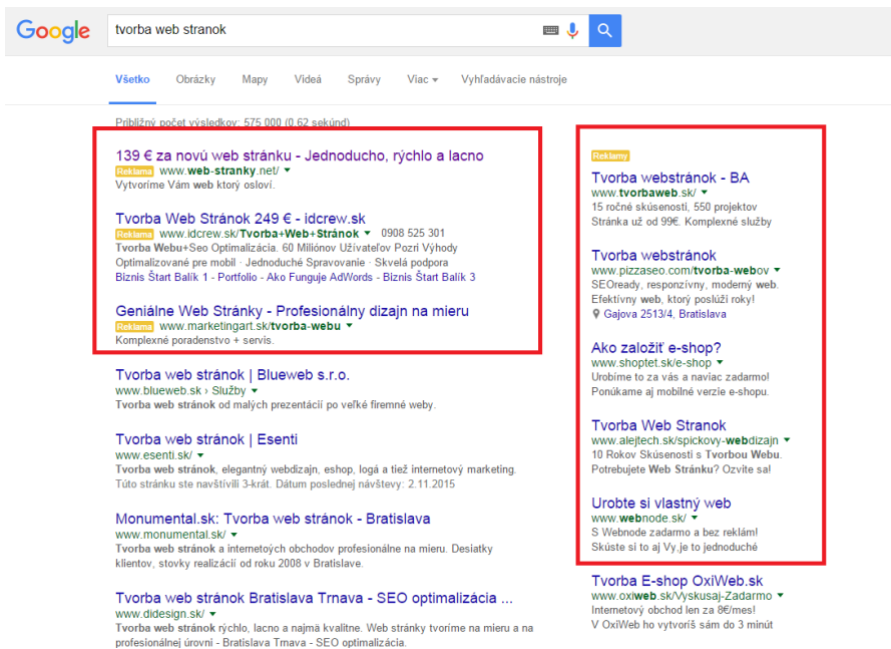 Google
tvorba web stranok
Všetko Obrázky Mapy Videá Správy Viac Vyhľadávacie nástroje
Približný počet výsledkov: 575 000 (0,62 sekúnd)
139 € za novú web stránku - Jednoducho, rýchlo a lacno
Reklama www.web-stranky.net/
Vytvoríme Vám web ktorý osloví.
Tvorba Web Stránok 249 € - idcrew.sk
Reklama www.idcrew.sk/Tvorba+Web+Stránok 0908 525 301
Tvorba Webu+Seo Optimalizácia. 60 Miliónov Užívateľov Pozri Výhody
Optimalizované pre mobil · Jednoduché Spravovanie · Skvelá podpora
Biznis Štart Balík 1 - Portfolio - Ako Funguje AdWords - Biznis Štart Balík 3
Geniálne Web Stránky - Profesionálny dizajn na mieru
Reklama www.marketingart.sk/tvorba-webu
Komplexné poradenstvo + servis.
Tvorba web stránok | Blueweb s.r.o.
www.blueweb.sk › Služby
Tvorba web stránok od malých prezentácií po veľké firemné weby.
Tvorba web stránok | Esenti
www.esenti.sk/
Tvorba web stránok, elegantný webdizajn, eshop, logá a tiež internetový marketing.
Túto stránku ste navštívili 3-krát. Dátum poslednej návštevy: 2.11.2015
Monumental.sk: Tvorba web stránok - Bratislava
www.monumental.sk/
Tvorba web stránok a internetoých obchodov profesionálne na mieru. Desiatky
klientov, stovky realizácií od roku 2008 v Bratislave.
Tvorba web stránok Bratislava Trnava - SEO optimalizácia ...
www.didesign.sk/
Tvorba web stránok rýchlo, lacno a najmä kvalitne. Web stránky tvoríme na mieru a na
profesionálnej úrovni - Bratislava Trnava - SEO optimalizácia.
Reklamy
Tvorba webstránok - BA
www.tvorbaweb.sk/
15 ročné skúsenosti, 550 projektov
Stránka už od 99€. Komplexné služby
Tvorba webstránok
www.pizzaseo.com/tvorba-webov
SEOready, responzívny, moderný web.
Efektívny web, ktorý poslúži roky!
Gajova 2513/4, Bratislava
Ako založiť e-shop?
www.shoptet.sk/e-shop
Urobíme to za vás a naviac zadarmo!
Ponúkame aj mobilné verzie e-shopu.
Tvorba Web Stranok
www.alejtech.sk/spickovy-webdizajn
10 Rokov Skúseností s Tvorbou Webu.
Potrebujete Web Stránku? Ozvite sa!
Urobte si vlastný web
www.webnode.sk/
S Webnode zadarmo a bez reklám!
Skúste si to aj Vy,je to jednoduché
Tvorba E-shop OxiWeb.sk
www.oxiweb.sk/Vyskusaj-Zadarmo
Internetový obchod len za 8€/mes!
V OxiWeb ho vytvoríš sám do 3 minút